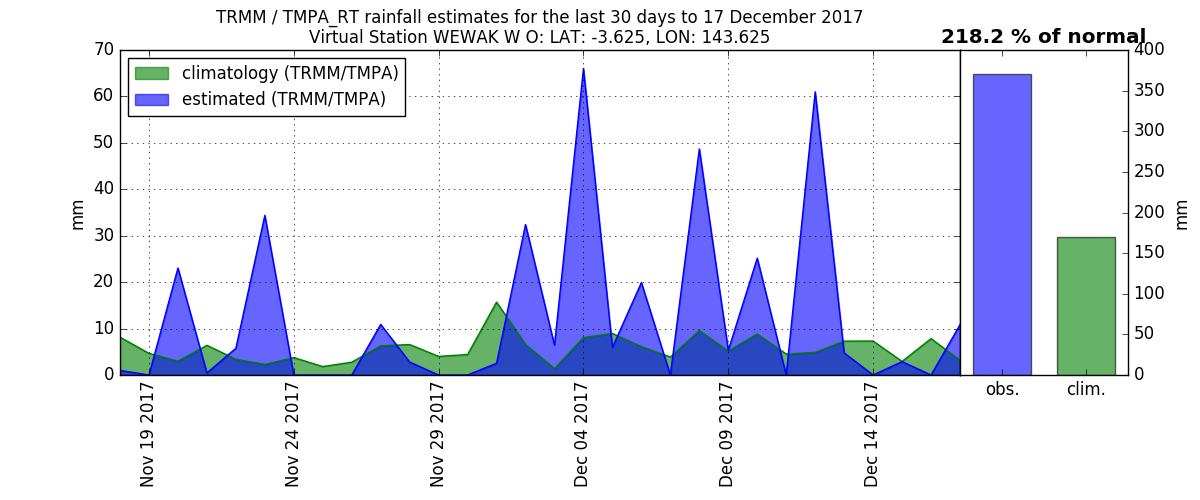 TRMM / TMPA_RT rainfall estimates for the last 30 days to 17 December 2017
Virtual Station WEWAK W O: LAT: -3.625, LON: 143.625
218.2 % of normal
climatology (TRMM/TMPA)
estimated (TRMM/TMPA)
70
60
50
40
30
20
10
0
mm
Nov 19 2017
Nov 24 2017
Nov 29 2017
Dec 04 2017
Dec 09 2017
Dec 14 2017
400
350
300
250
200
150
100
50
0
mm
obs.
clim.